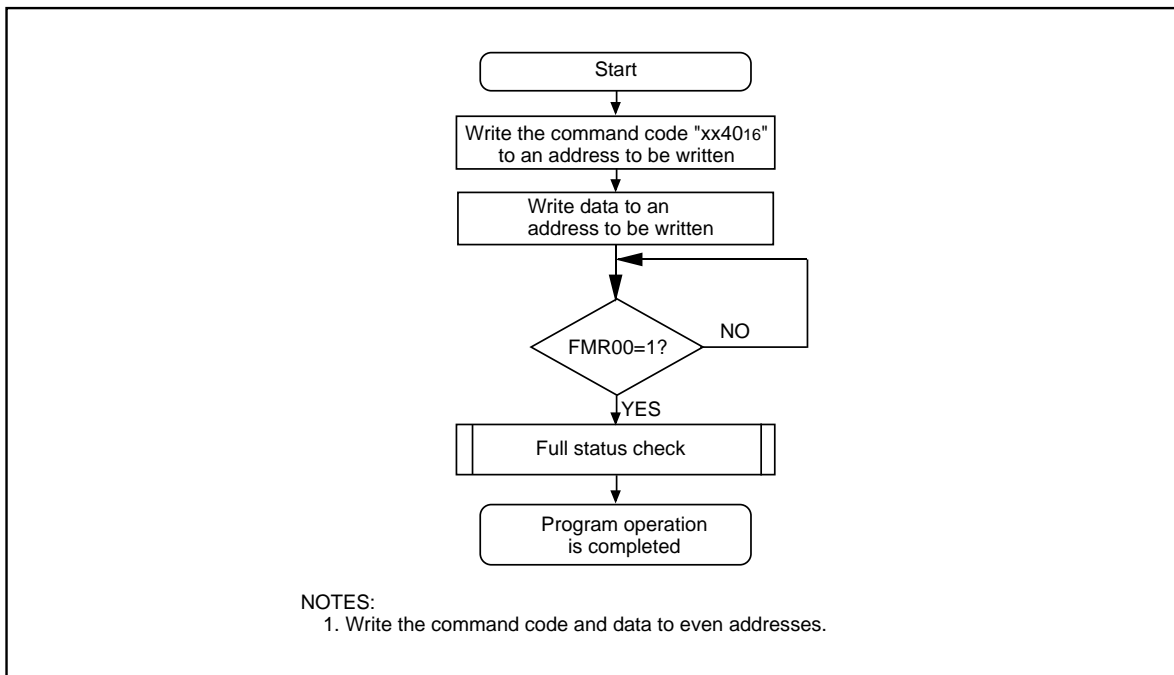 Start
Write the command code "xx4016"
to an address to be written
Write data to an
address to be written
FMR00=1?
NO
YES
Full status check
Program operation
is completed
NOTES:
1. Write the command code and data to even addresses.